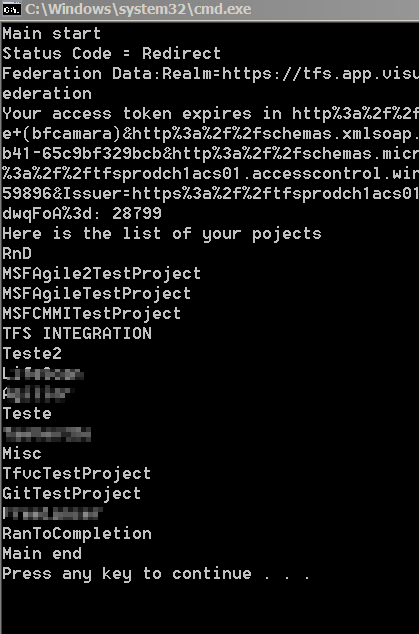 C:\Windows\system32\cmd.exe
Main start
Status Code = Redirect
Federation Data:Realm=https://tfs.app.visu
ederation
Your access token expires in http%3a%2f%2f
e+(bfcamara)&http%3a%2f%2fschemas.xmlsoap.
b41-65c9bf329bcb&http%3a%2f%2fschemas.micr
%3a%2f%2ftfsprodch1acs01.accesscontrol.win
59896&Issuer=https%3a%2f%2ftfsprodch1acs01
dwqFoA%3d: 28799
Here is the list of your pojects
RnD
MSFAgile2TestProject
MSFAgileTestProject
MSFCMMITestProject
TFS INTEGRATION
Teste2
Teste
Misc
TfvcTestProject
GitTestProject
RanToCompletion
Main end
Press any key to continue . . .